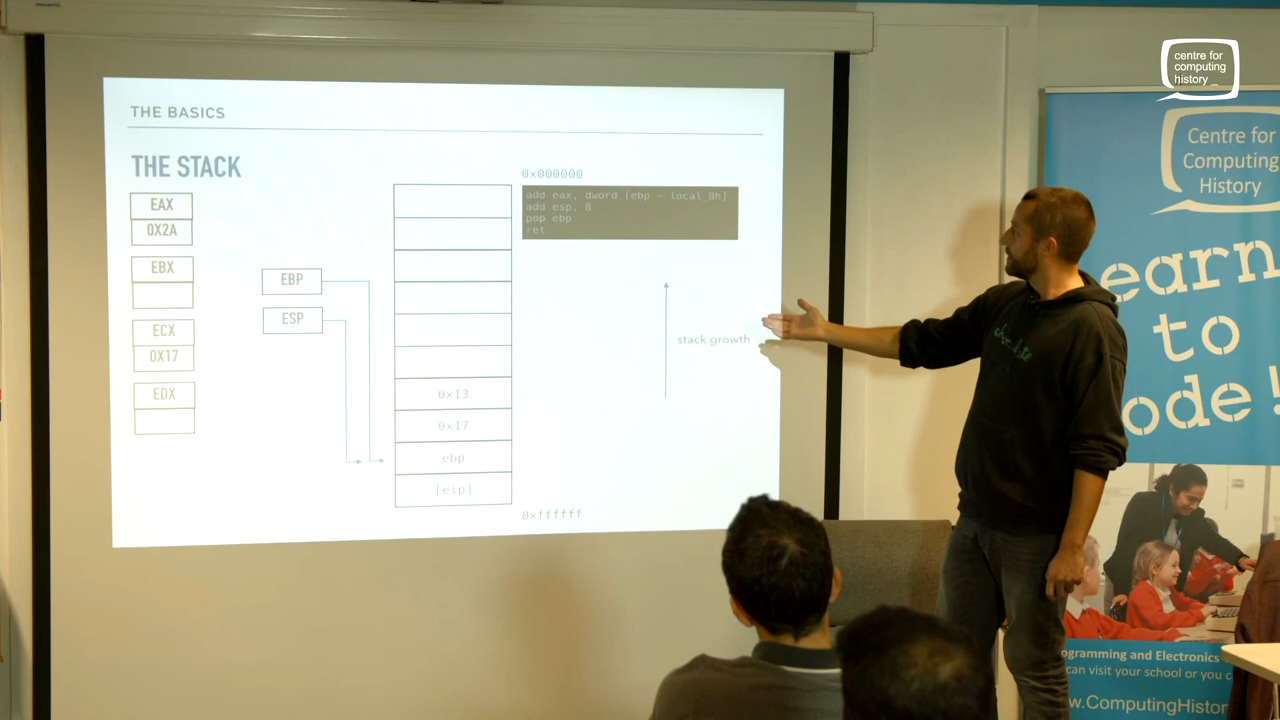 THE BASICS
THE STACK
EAX
0X2A
EBX
ECX
0X17
EDX
EBP
ESP
0x13
0x17
ebp
[eip]
0x000000
add eax, dword [ebp - local_8h]
add esp, 8
pop ebp
ret
stack growth
0xffffff
centre for
computing
history_
Centre for
Computing
History
earn
to
ode!
ogramming and Electronics
can visit your school or you c
w.ComputingHistor